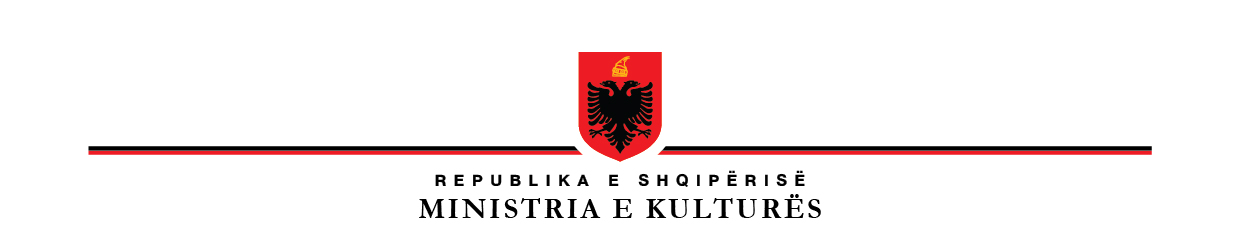 REPUBLIKA E SHQIPËRISË
MINISTRIA E KULTURËS